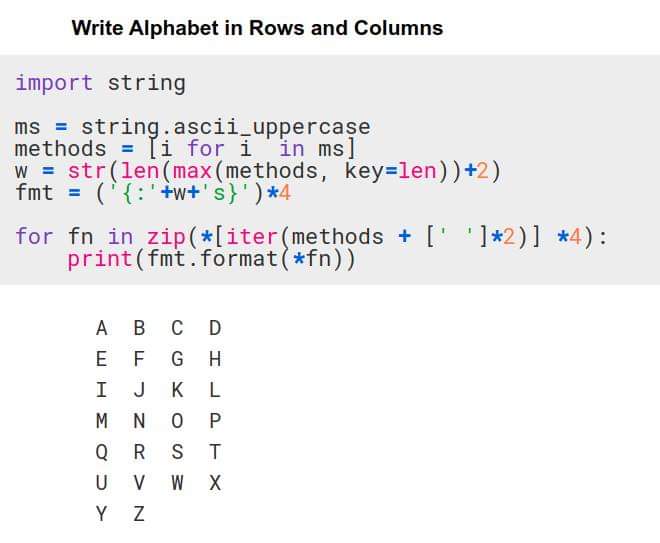 Write Alphabet in Rows and Columns
import string
ms = string.ascii_uppercase
methods = [i for i  in ms]
w = str(len(max(methods, key=len))+2)
fmt = ('{:'+w+'s}')*4
for fn in zip(*[iter(methods + [' ']*2)] *4):
    print(fmt.format(*fn))
A  B  C  D
E  F  G  H
I  J  K  L
M  N  O  P
Q  R  S  T
U  V  W  X
Y  Z